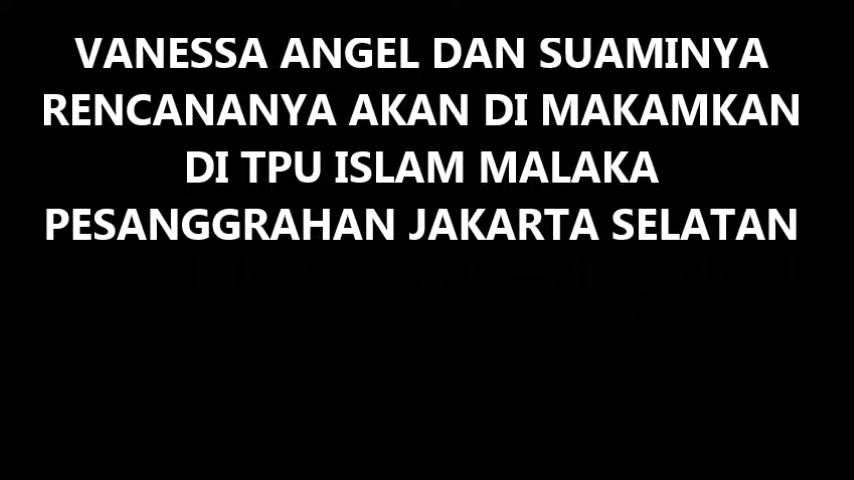 VANESSA ANGEL DAN SUAMINYA
RENCANANYA AKAN DI MAKAMKAN
DI TPU ISLAM MALAKA
PESANGGRAHAN JAKARTA SELATAN